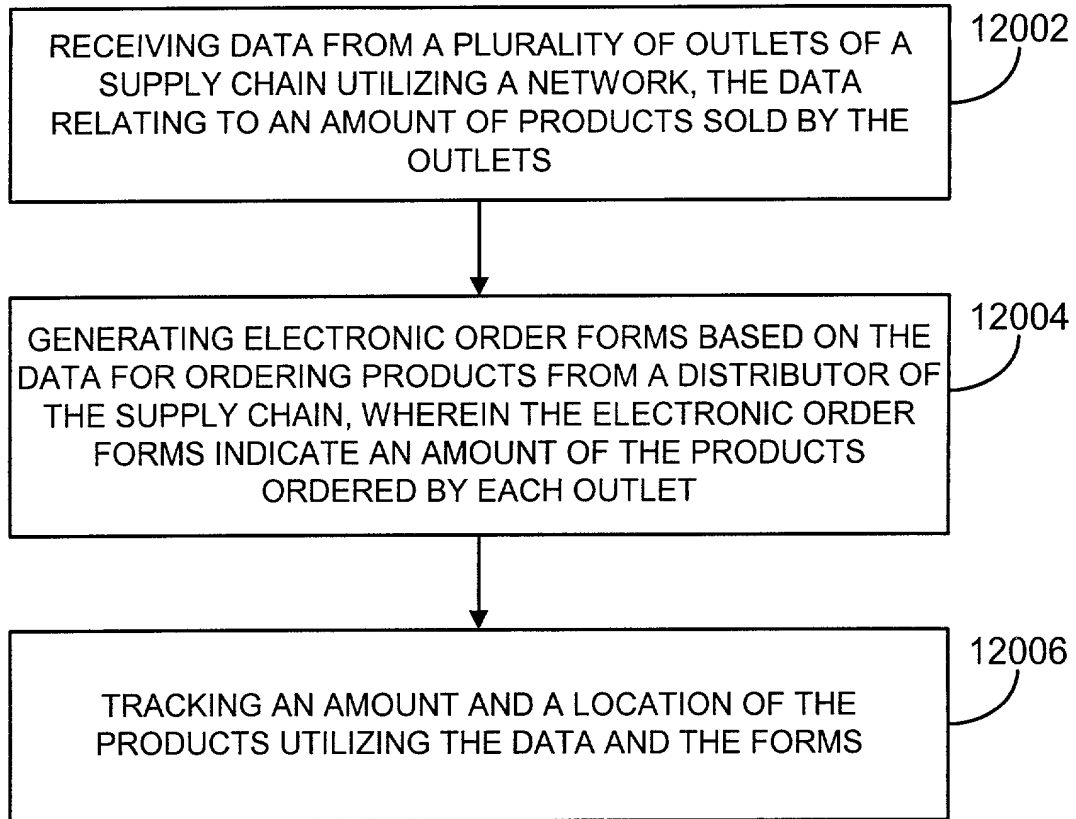 RECEIVING DATA FROM A PLURALITY OF OUTLETS OF A
SUPPLY CHAIN UTILIZING A NETWORK, THE DATA
RELATING TO AN AMOUNT OF PRODUCTS SOLD BY THE
OUTLETS
12002
GENERATING ELECTRONIC ORDER FORMS BASED ON THE
DATA FOR ORDERING PRODUCTS FROM A DISTRIBUTOR OF
THE SUPPLY CHAIN, WHEREIN THE ELECTRONIC ORDER
FORMS INDICATE AN AMOUNT OF THE PRODUCTS
ORDERED BY EACH OUTLET
12004
TRACKING AN AMOUNT AND A LOCATION OF THE
PRODUCTS UTILIZING THE DATA AND THE FORMS
12006